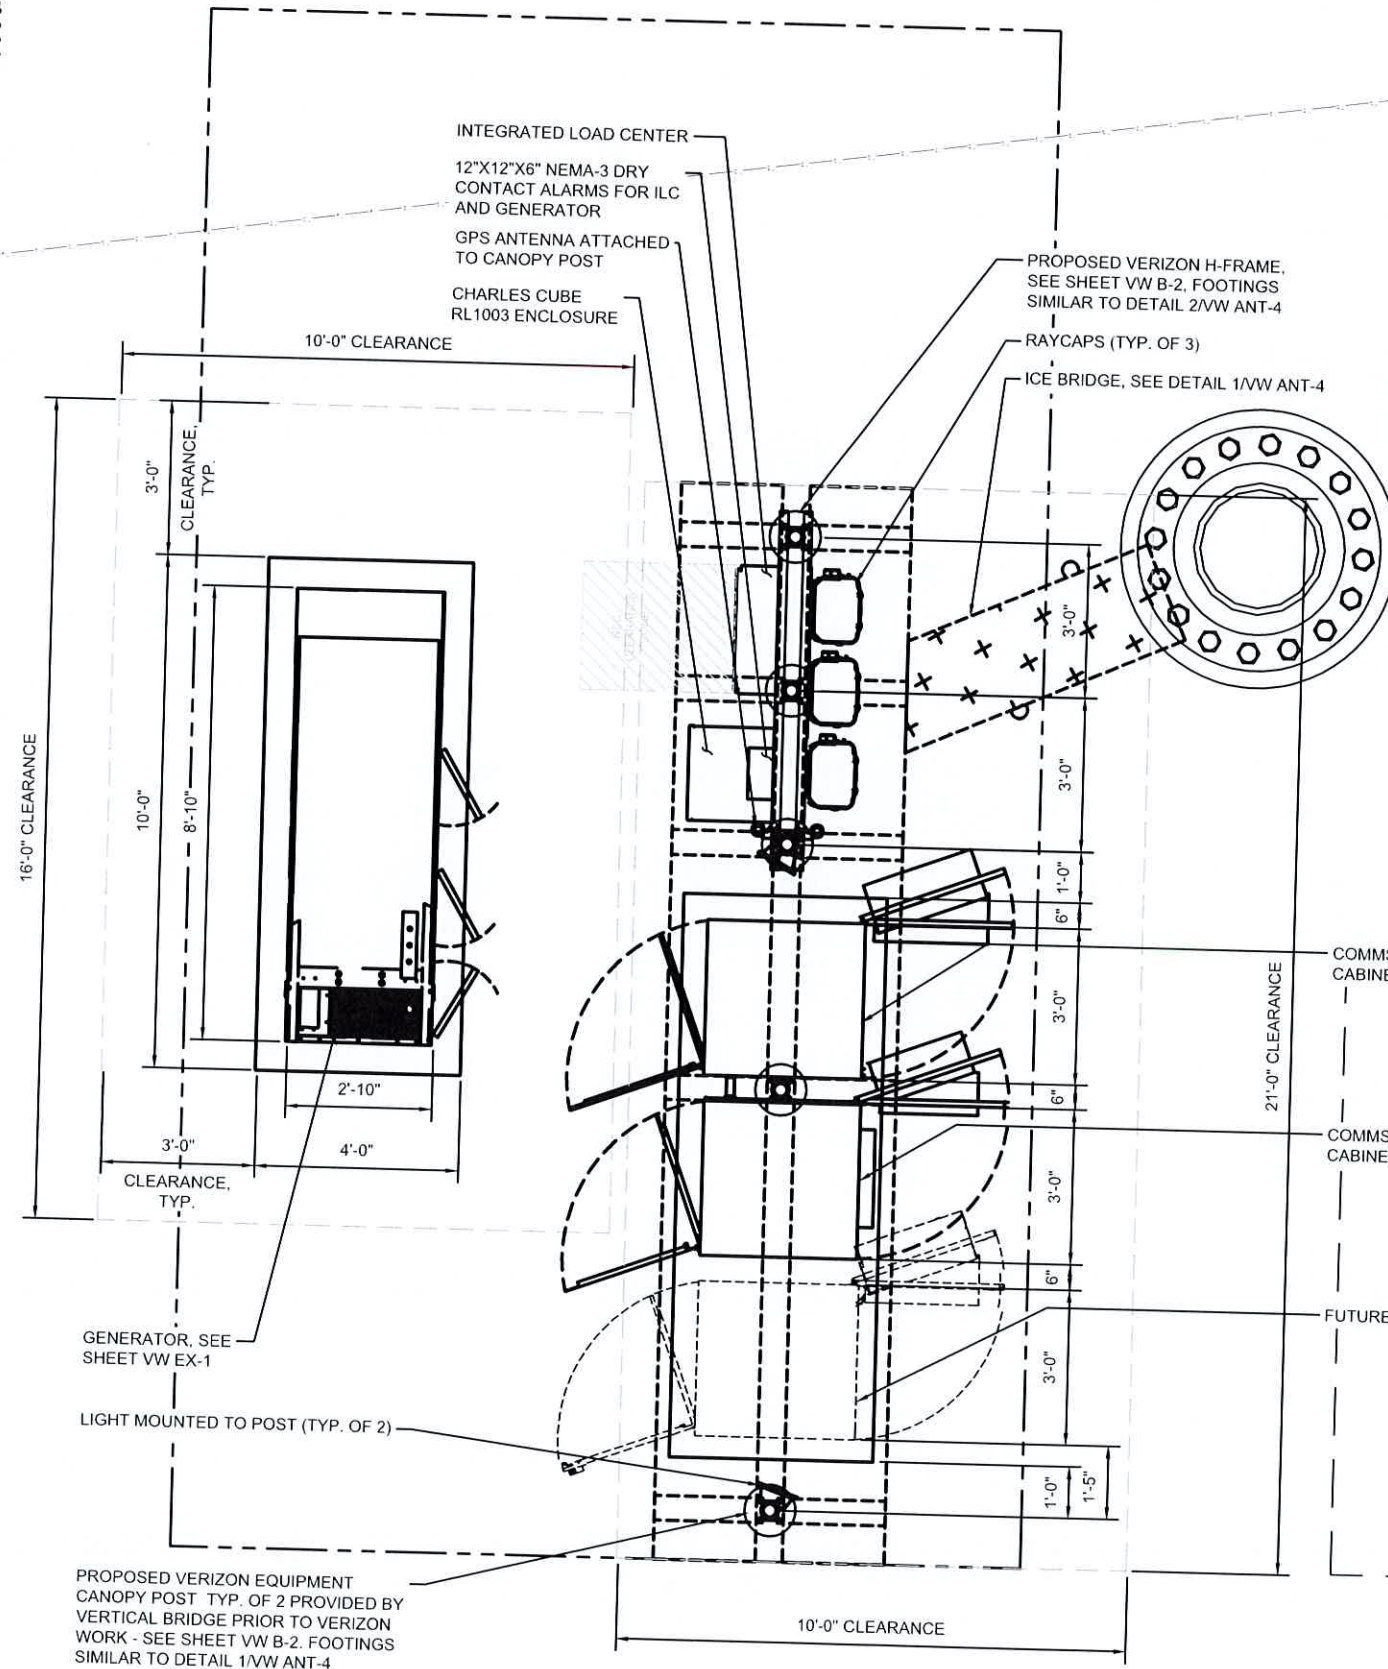 INTEGRATED LOAD CENTER
12"X12"X6" NEMA-3 DRY
CONTACT ALARMS FOR ILC
AND GENERATOR
GPS ANTENNA ATTACHED
TO CANOPY POST
CHARLES CUBE
RL1003 ENCLOSURE
PROPOSED VERIZON H-FRAME,
SEE SHEET VW B-2, FOOTINGS
SIMILAR TO DETAIL 2/VW ANT-4
RAYCAPS (TYP. OF 3)
ICE BRIDGE, SEE DETAIL 1/VW ANT-4
10'-0" CLEARANCE
3'-0"
CLEARANCE,
TYP.
16'-0" CLEARANCE
10'-0"
8'-10"
2'-10"
3'-0"
4'-0"
CLEARANCE,
TYP.
3'-0"
3'-0"
1'-0"
6"
3'-0"
6"
3'-0"
6"
3'-0"
1'-0"
1'-5"
21'-0" CLEARANCE
COMMS
CABINE
COMMS
CABINE
FUTURE
GENERATOR, SEE
SHEET VW EX-1
LIGHT MOUNTED TO POST (TYP. OF 2)
PROPOSED VERIZON EQUIPMENT
CANOPY POST TYP. OF 2 PROVIDED BY
VERTICAL BRIDGE PRIOR TO VERIZON
WORK - SEE SHEET VW B-2. FOOTINGS
SIMILAR TO DETAIL 1/VW ANT-4
10'-0" CLEARANCE